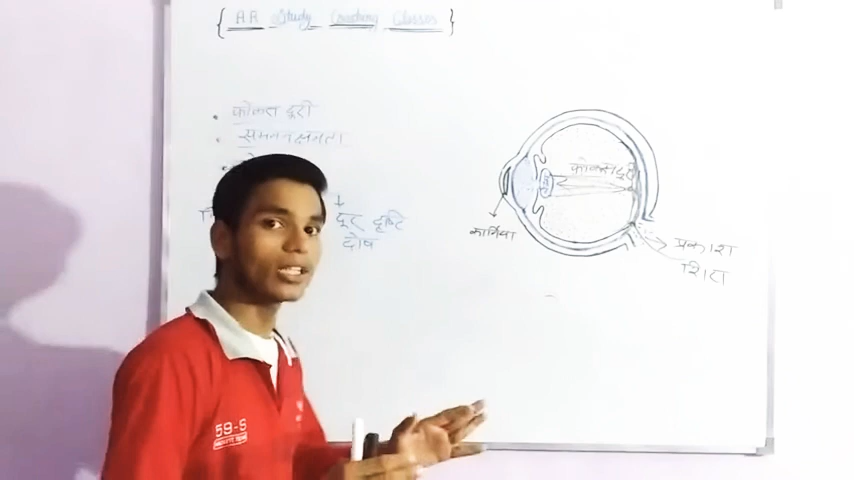 { A R Study Coaching Classes }
• फोकस दूरी
• समंजन क्षमता
दूर दृष्टि
दोष
फोकस दूरी
कार्निया
प्रकाश
शिरा
59-S